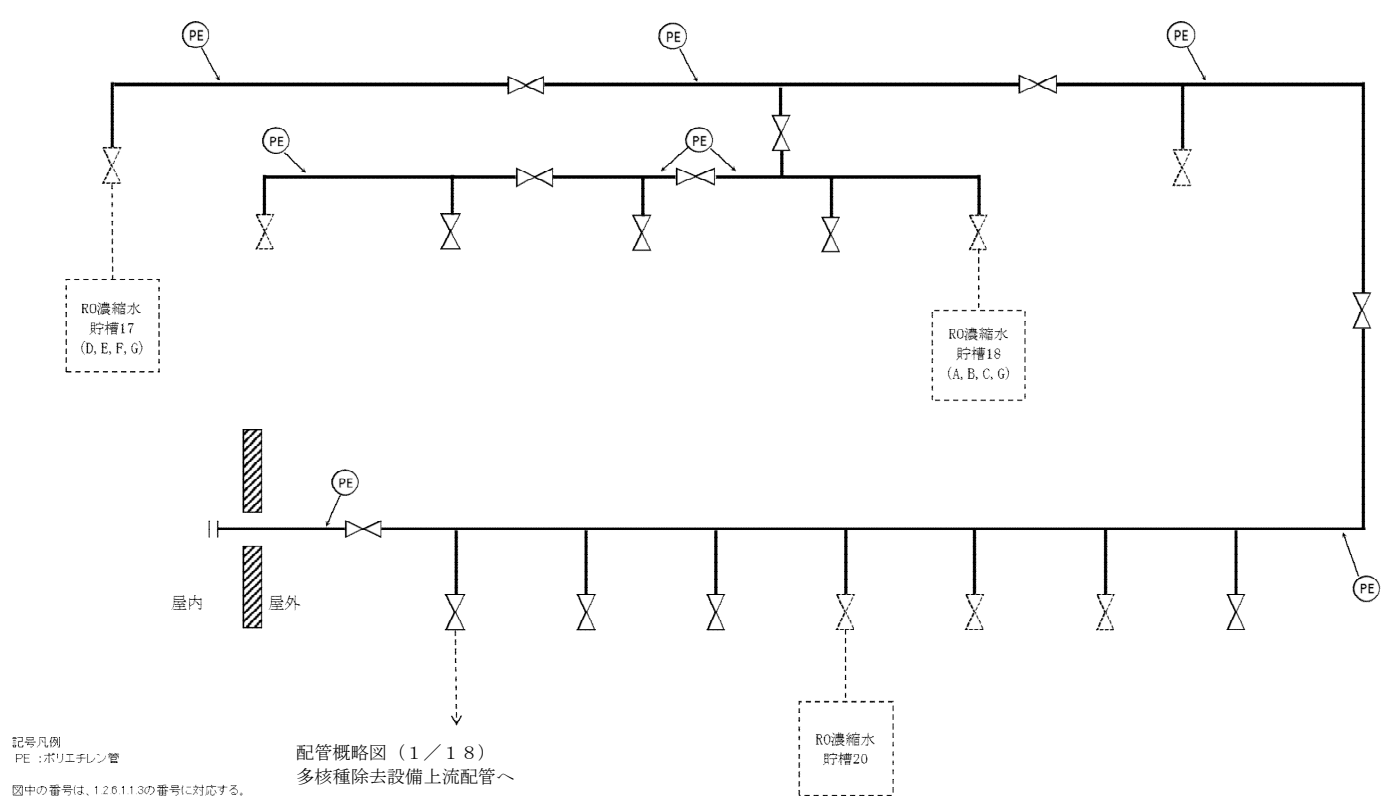 PE
PE
PE
PE
PE
RO濃縮水
貯槽17
(D, E, F, G)
RO濃縮水
貯槽18
(A, B, C, G)
PE
PE
屋内
屋外
RO濃縮水
貯槽20
配管概略図（1／18）
多核種除去設備上流配管へ
記号凡例
PE ：ポリエチレン管
図中の番号は、1.2.6.1.1.3の番号に対応する。